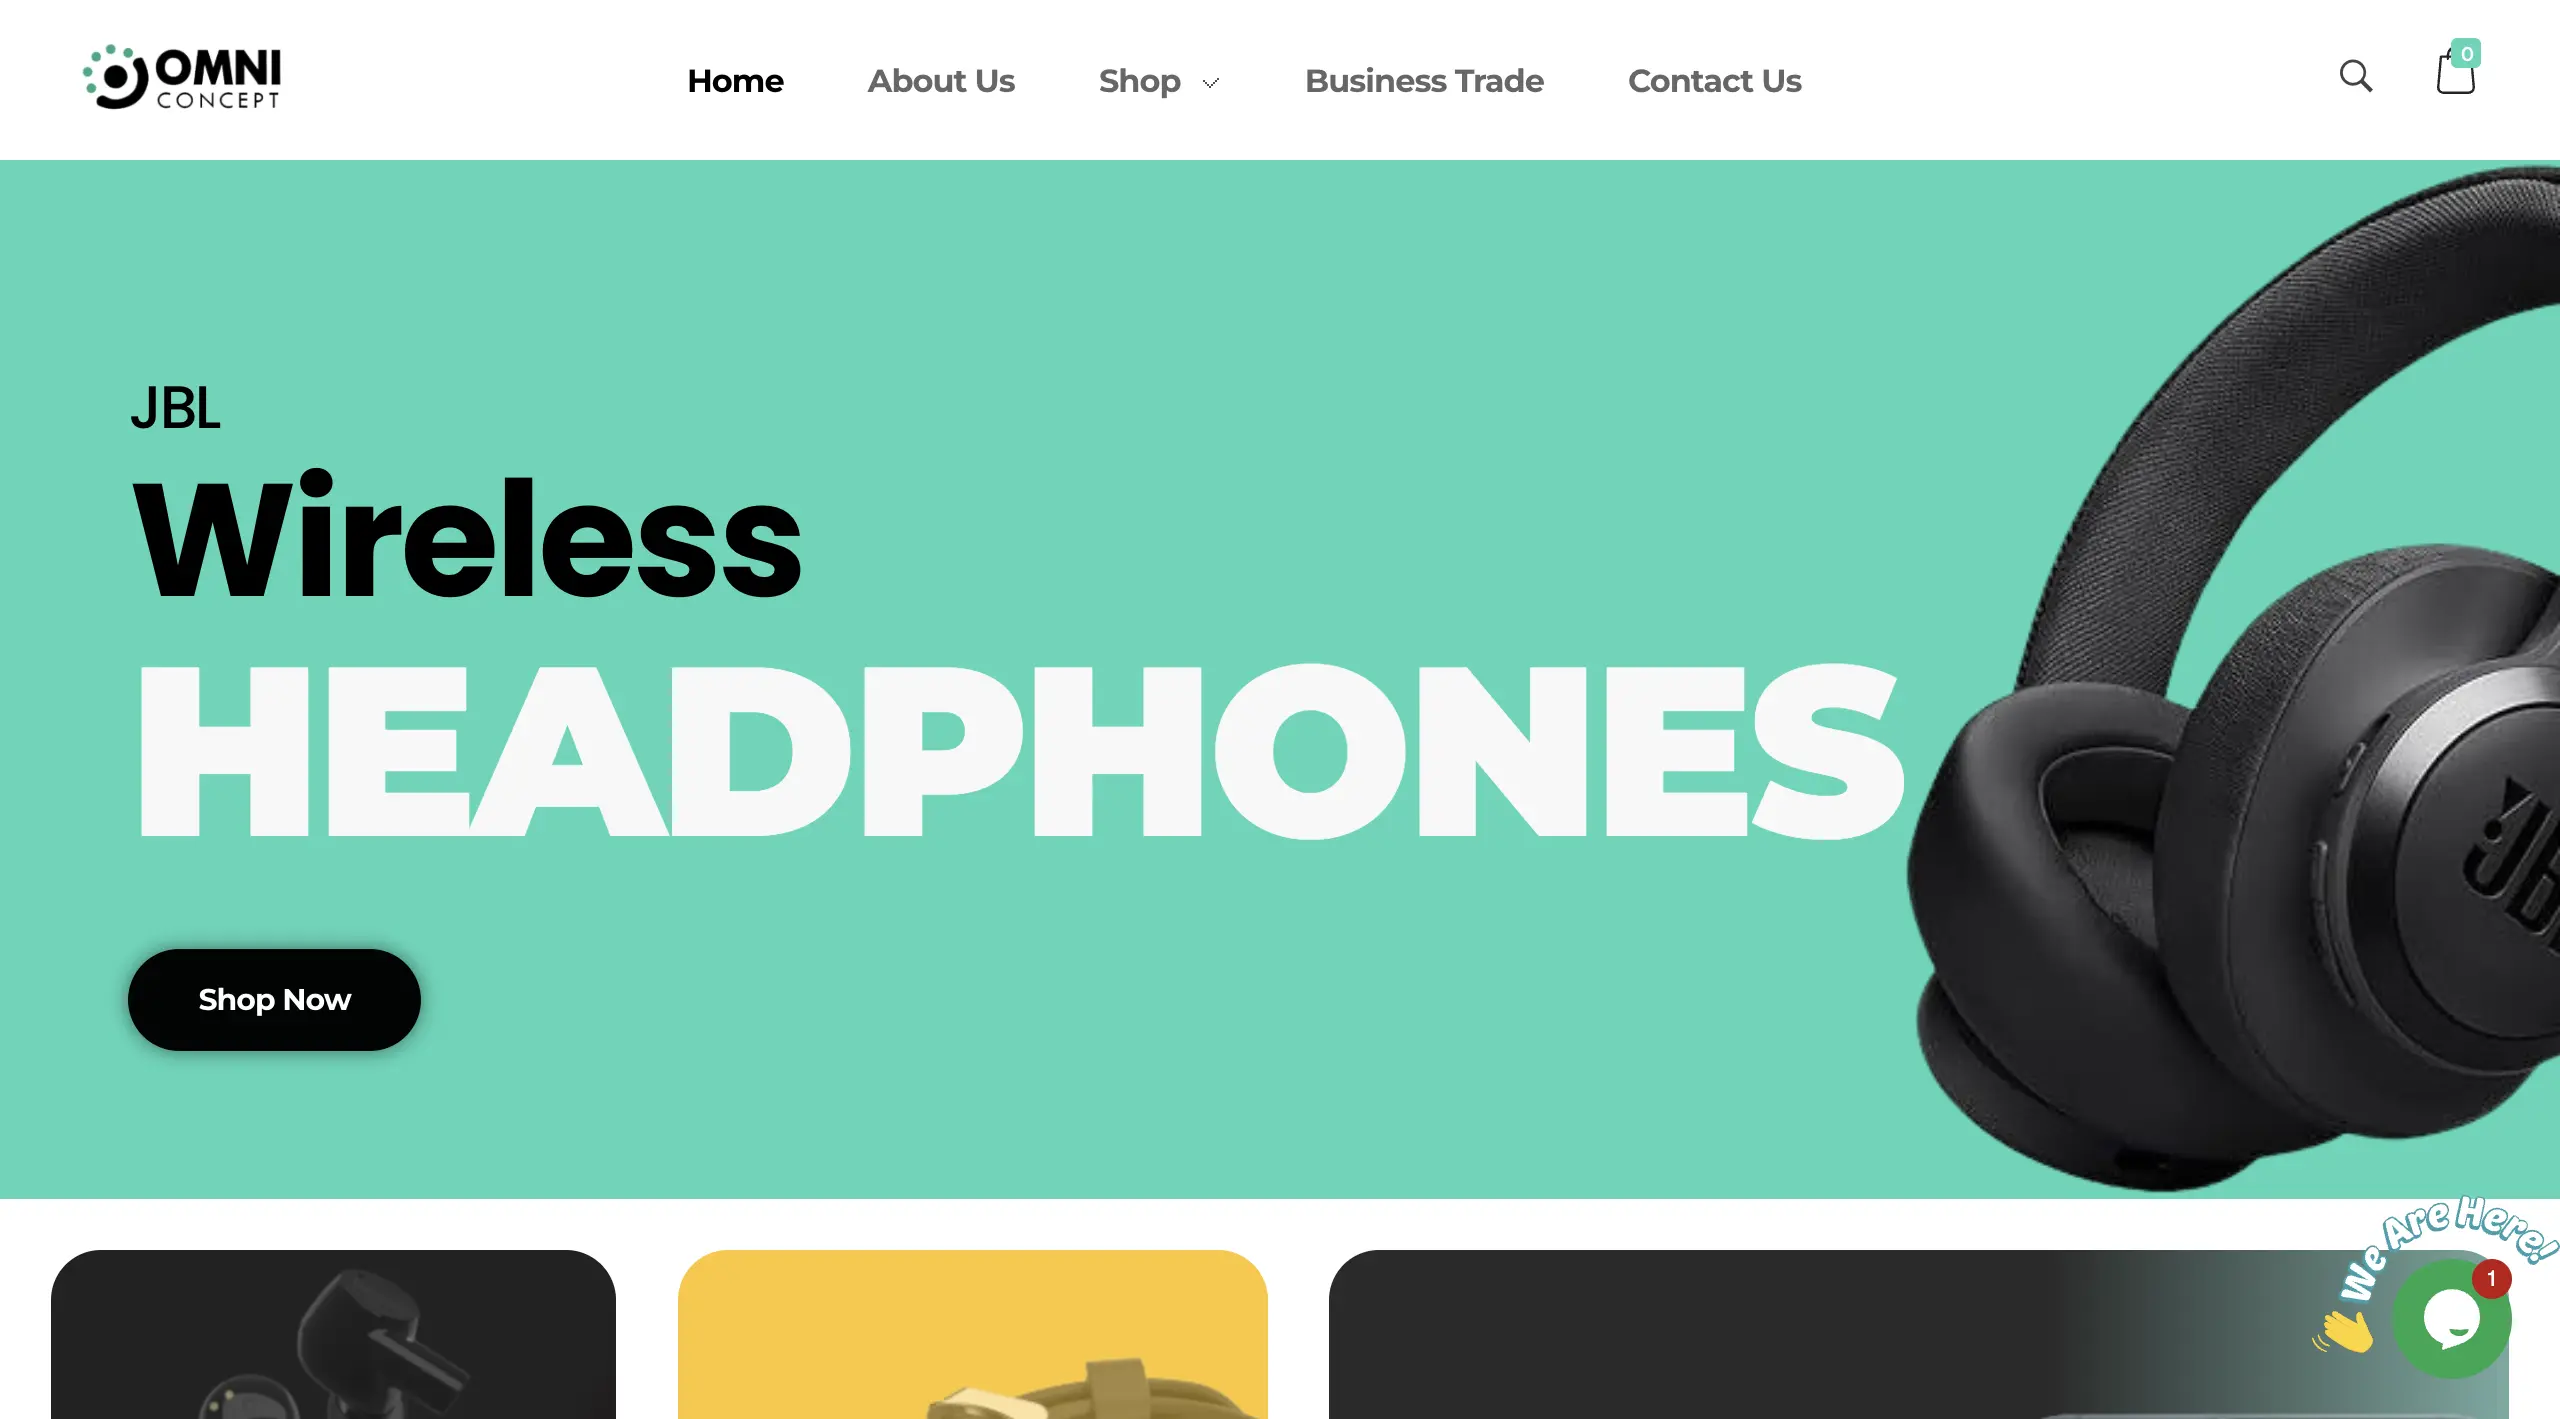 OMNI
CONCEPT
Home
About Us
Shop
Business Trade
Contact Us
0
JBL
Wireless
HEADPHONES
Shop Now
We Are Here!
1